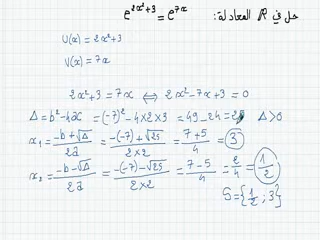 حل في ℝ المعادلة:
e^{2x²+3} = e^{7x}
U(x) = 2x²+3
V(x) = 7x
2x²+3 = 7x ⟺ 2x²-7x+3 = 0
Δ = b²-4ac = (-7)²-4×2×3 = 49-24 = 25 Δ>0
x₁ = (-b+√Δ)/2a = (-(-7)+√25)/(2×2) = (7+5)/4 = 3
x₂ = (-b-√Δ)/2a = (-(-7)-√25)/(2×2) = (7-5)/4 = 2/4 = 1/2
S = {1/2 ; 3}